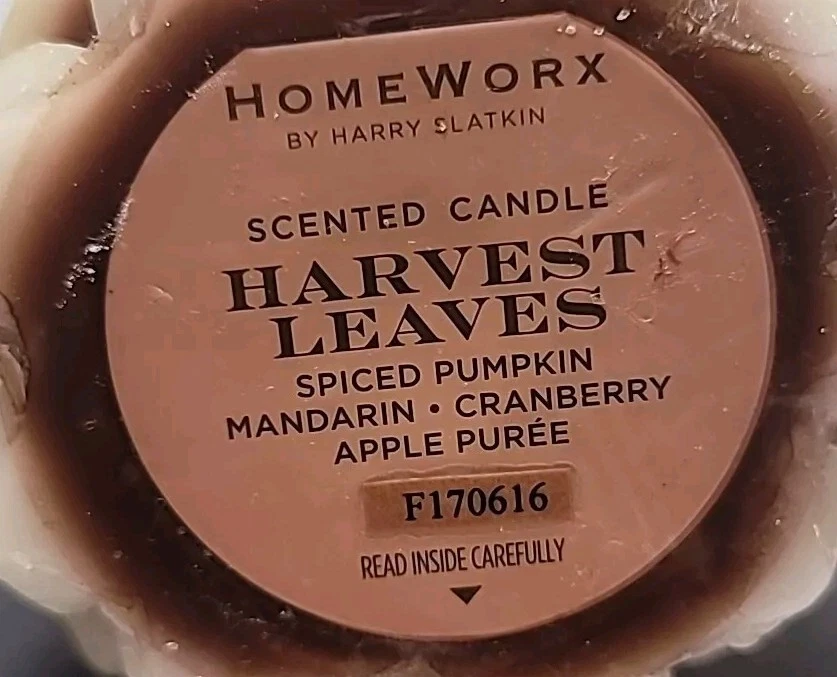 HOMEWORX
BY HARRY SLATKIN
SCENTED CANDLE
HARVEST
LEAVES
SPICED PUMPKIN
MANDARIN • CRANBERRY
APPLE PURÉE
F170616
READ INSIDE CAREFULLY